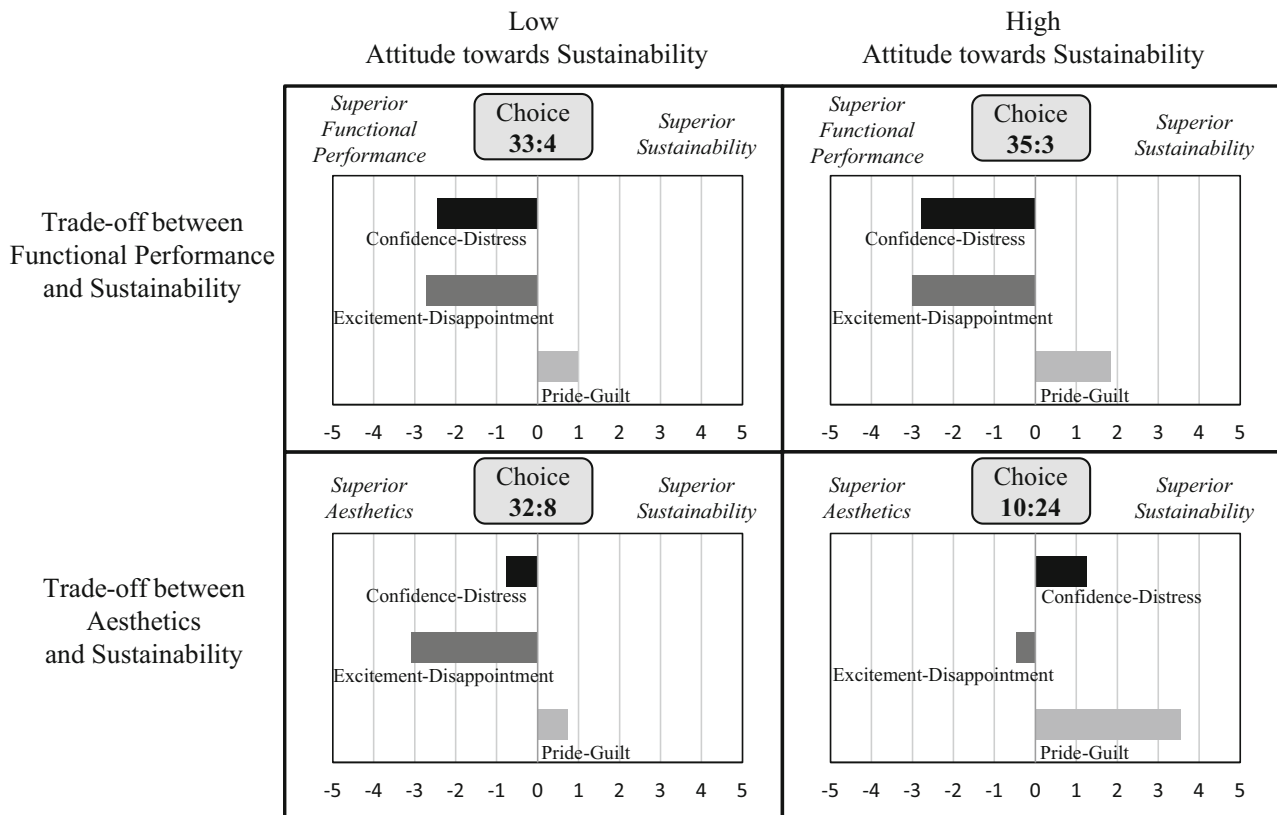 Low
Attitude towards Sustainability
High
Attitude towards Sustainability
Trade-off between
Functional Performance
and Sustainability
Superior
Functional
Performance
Choice
33:4
Superior
Sustainability
Confidence-Distress
Excitement-Disappointment
Pride-Guilt
-5 -4 -3 -2 -1 0 1 2 3 4 5
Superior
Functional
Performance
Choice
35:3
Superior
Sustainability
Confidence-Distress
Excitement-Disappointment
Pride-Guilt
-5 -4 -3 -2 -1 0 1 2 3 4 5
Trade-off between
Aesthetics
and Sustainability
Superior
Aesthetics
Choice
32:8
Superior
Sustainability
Confidence-Distress
Excitement-Disappointment
Pride-Guilt
-5 -4 -3 -2 -1 0 1 2 3 4 5
Superior
Aesthetics
Choice
10:24
Superior
Sustainability
Confidence-Distress
Excitement-Disappointment
Pride-Guilt
-5 -4 -3 -2 -1 0 1 2 3 4 5